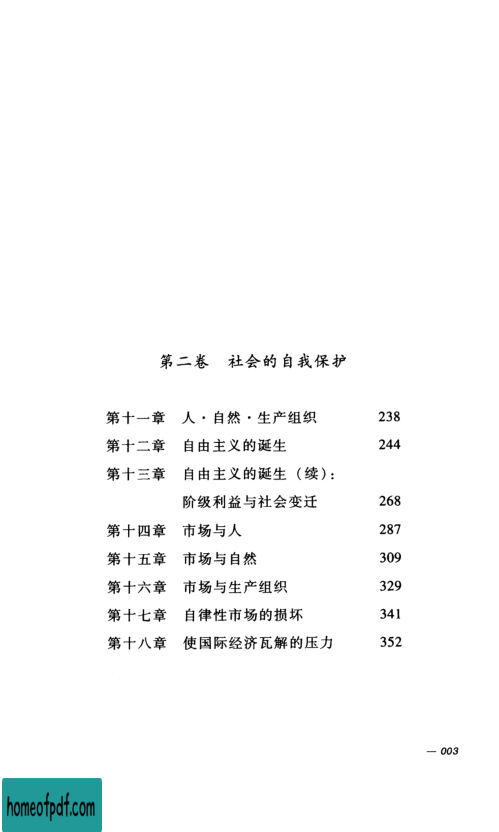 第二卷 社会的自我保护
第十一章 人·自然·生产组织 238
第十二章 自由主义的诞生 244
第十三章 自由主义的诞生（续）：
阶级利益与社会变迁 268
第十四章 市场与人 287
第十五章 市场与自然 309
第十六章 市场与生产组织 329
第十七章 自律性市场的损坏 341
第十八章 使国际经济瓦解的压力 352
— 003
homeofpdf.com